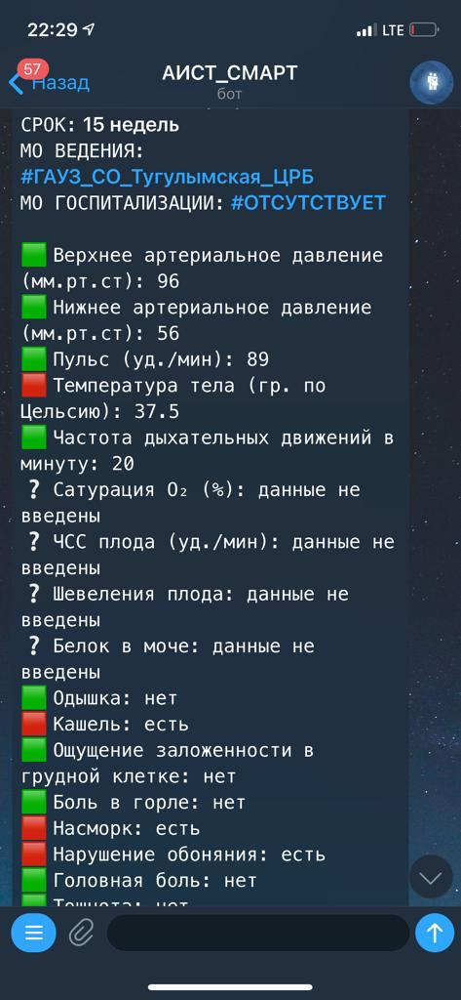 22:29
LTE
57
Назад
АИСТ_СМАРТ
бот
СРОК: 15 недель
МО ВЕДЕНИЯ:
#ГАУЗ_СО_Тугулымская_ЦРБ
МО ГОСПИТАЛИЗАЦИИ: #ОТСУТСТВУЕТ
Верхнее артериальное давление
(мм.рт.ст): 96
Нижнее артериальное давление
(мм.рт.ст): 56
Пульс (уд./мин): 89
Температура тела (гр. по
Цельсию): 37.5
Частота дыхательных движений в
минуту: 20
? Сатурация O₂ (%): данные не
введены
? ЧСС плода (уд./мин): данные не
введены
? Шевеления плода: данные не
введены
? Белок в моче: данные не
введены
Одышка: нет
Кашель: есть
Ощущение заложенности в
грудной клетке: нет
Боль в горле: нет
Насморк: есть
Нарушение обоняния: есть
Головная боль: нет
Тошнота: нет